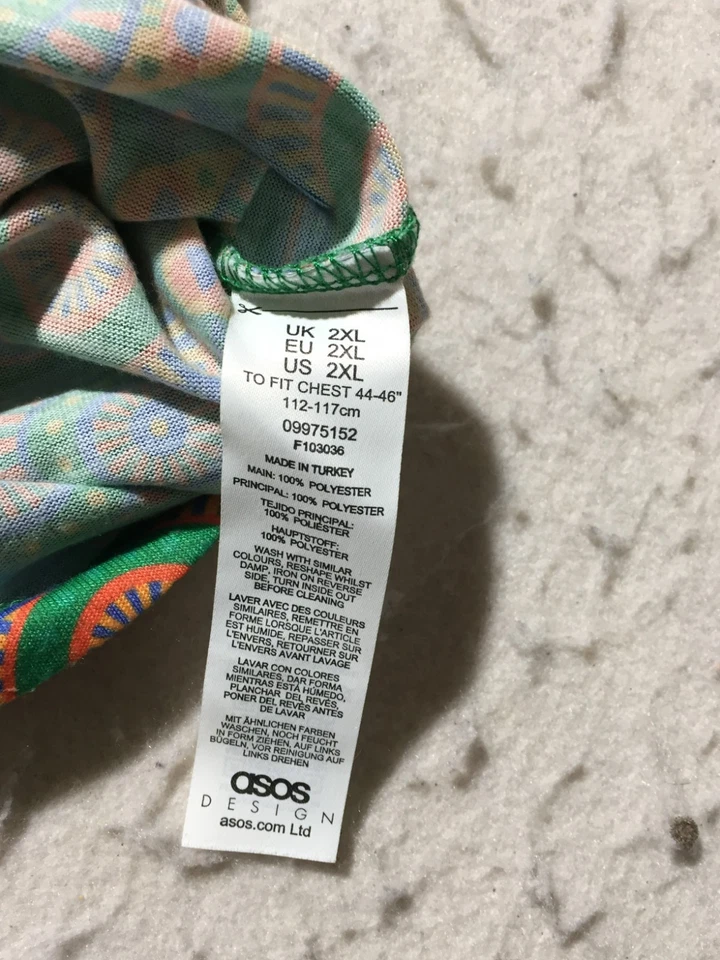 UK 2XL
EU 2XL
US 2XL
TO FIT CHEST 44-46"
112-117cm
09975152
F103036
MADE IN TURKEY
MAIN: 100% POLYESTER
PRINCIPAL: 100% POLYESTER
TEJIDO PRINCIPAL:
100% POLIÉSTER
HAUPTSTOFF:
100% POLYESTER
WASH WITH SIMILAR
COLOURS, RESHAPE WHILST
DAMP, IRON ON REVERSE
SIDE, TURN INSIDE OUT
BEFORE CLEANING
LAVER AVEC DES COULEURS
SIMILAIRES, REMETTRE EN
FORME LORSQUE L'ARTICLE
EST HUMIDE, REPASSER SUR
L'ENVERS, RETOURNER SUR
L'ENVERS AVANT LAVAGE
LAVAR CON COLORES
SIMILARES, DAR FORMA
MIENTRAS ESTÁ HÚMEDO,
PLANCHAR DEL REVÉS,
PONER DEL REVÉS ANTES
DE LAVAR
MIT ÄHNLICHEN FARBEN
WASCHEN, NOCH FEUCHT
IN FORM ZIEHEN, AUF LINKS
BÜGELN, VOR REINIGUNG AUF
LINKS DREHEN
asos
DESIGN
asos.com Ltd